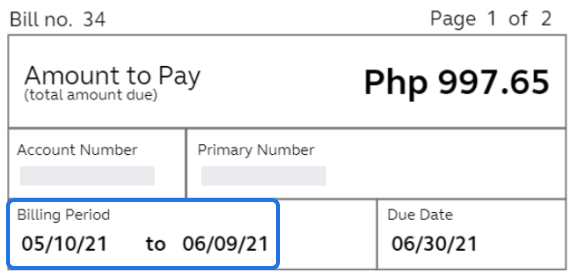 Bill no. 34
Page 1 of 2
Amount to Pay
(total amount due)
Php 997.65
Account Number
Primary Number
Billing Period
05/10/21 to 06/09/21
Due Date
06/30/21